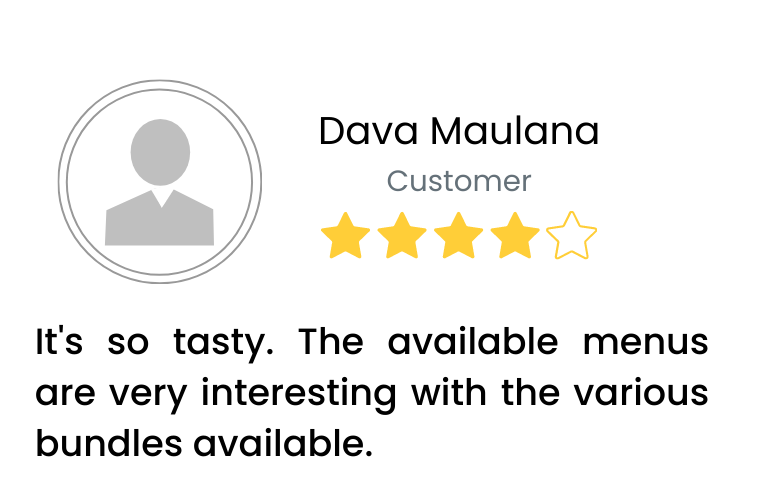 Dava Maulana
Customer
It's so tasty. The available menus
are very interesting with the various
bundles available.